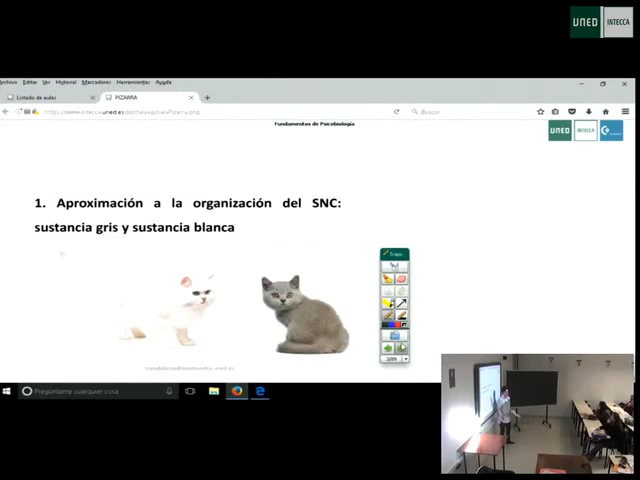 UNED INTECCA
Archivo Editar Ver Historial Marcadores Herramientas Ayuda
Listado de aulas
PIZARRA
Buscar
Fundamentos de Psicobiología
UNED INTECCA
1. Aproximación a la organización del SNC:
sustancia gris y sustancia blanca
Pregúntame cualquier cosa